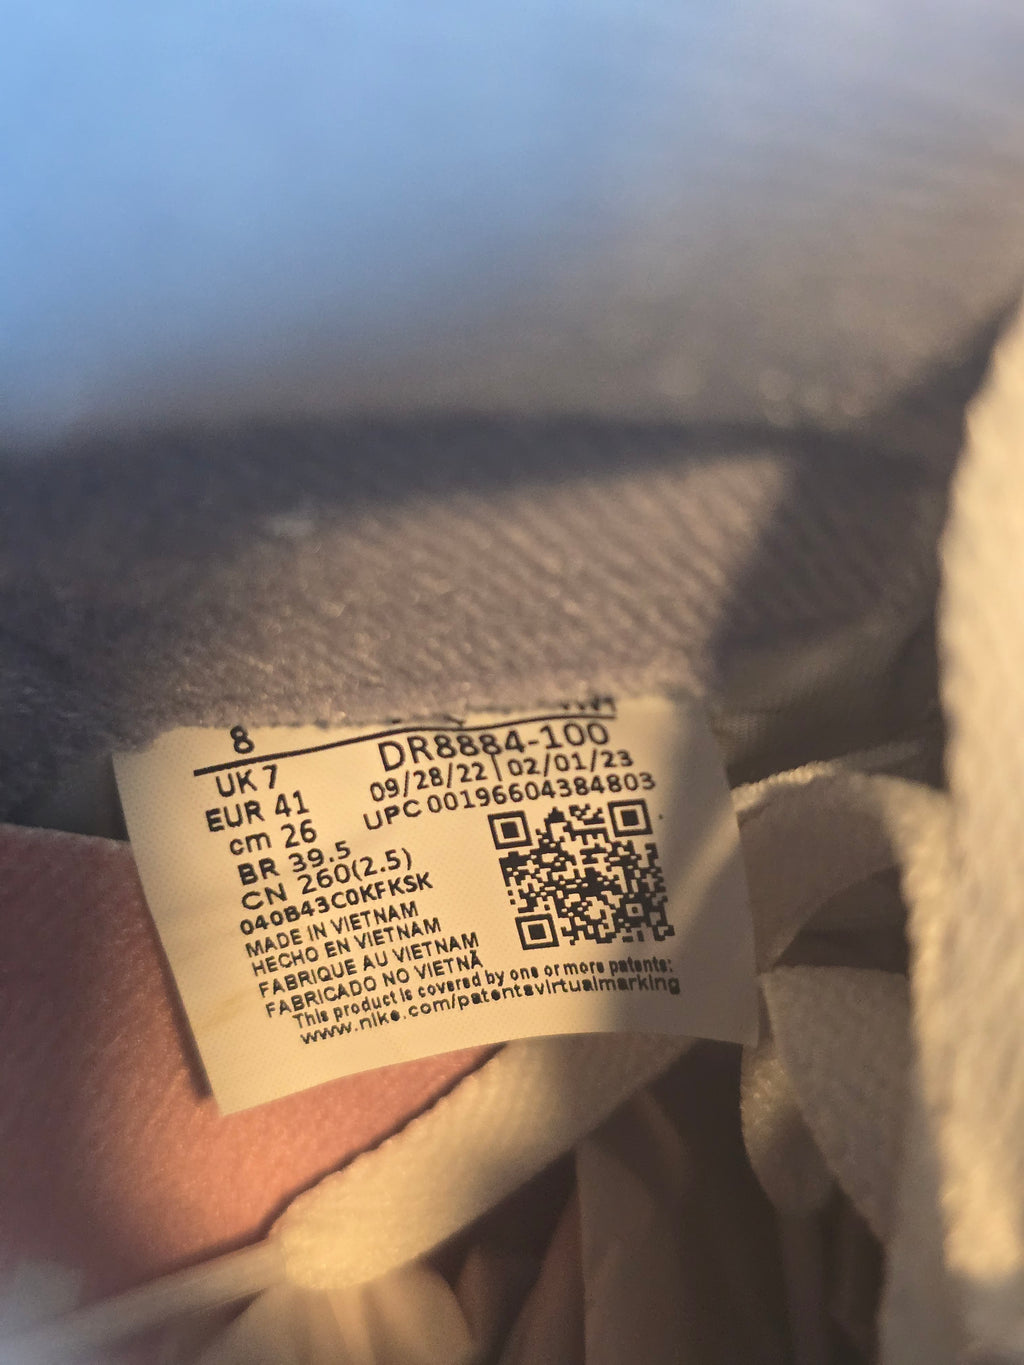 8
UK 7
EUR 41
cm 26
BR 39.5
CN 260(2.5)
DR8884-100
09/28/22 | 02/01/23
UPC 00196604384803
040B43C0KFKSK
MADE IN VIETNAM
HECHO EN VIETNAM
FABRIQUE AU VIETNAM
FABRICADO NO VIETNÃ
This product is covered by one or more patents:
www.nike.com/patentsvirtualmarking